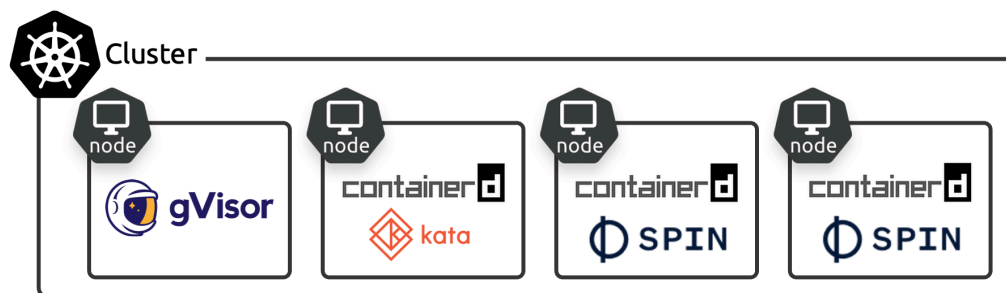 Cluster
node
gVisor
node
containerd
kata
node
containerd
SPIN
node
containerd
SPIN